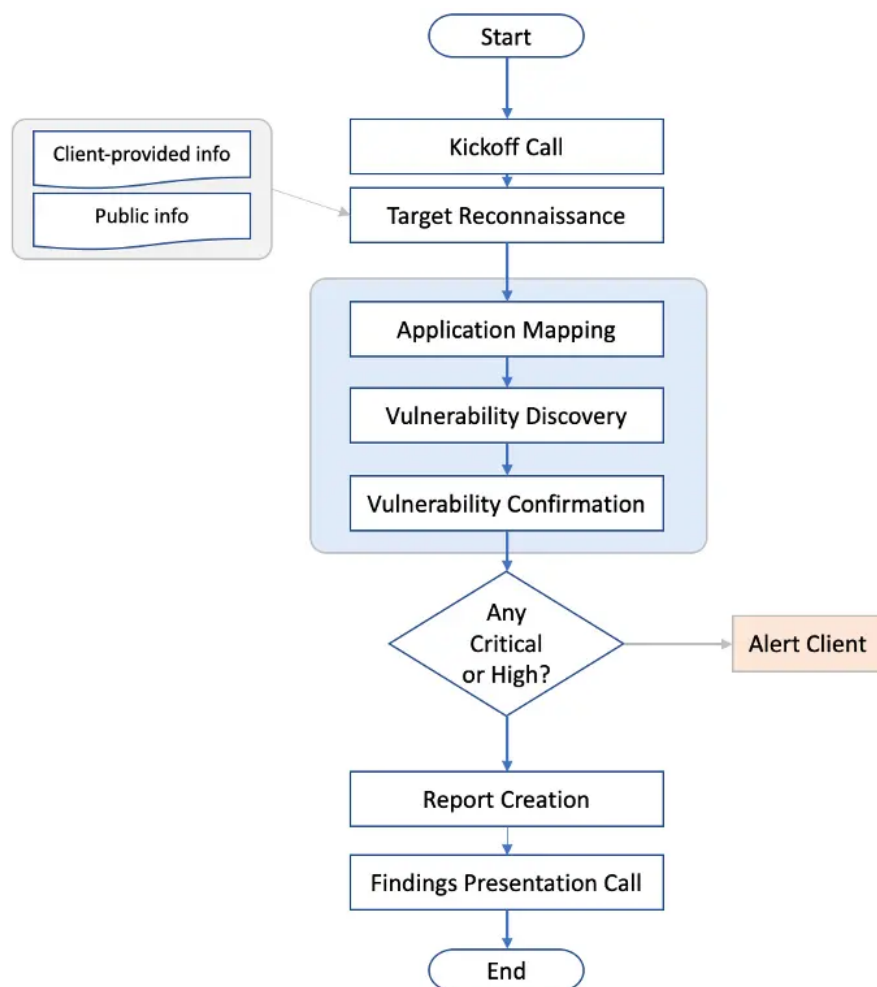 Start
Kickoff Call
Client-provided info
Public info
Target Reconnaissance
Application Mapping
Vulnerability Discovery
Vulnerability Confirmation
Any
Critical
or High?
Alert Client
Report Creation
Findings Presentation Call
End